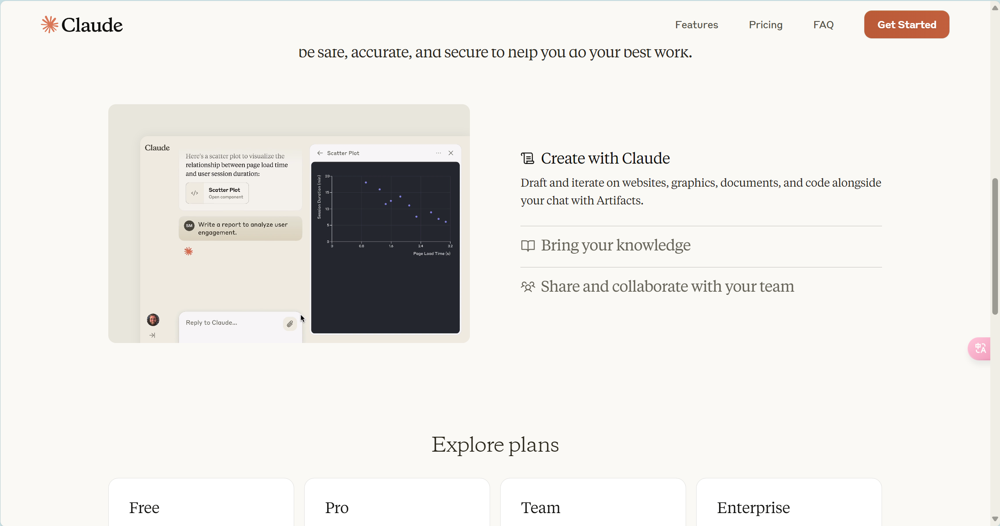 Claude
Features
Pricing
FAQ
Get Started
be safe, accurate, and secure to help you do your best work.
Claude
Here's a scatter plot to visualize the
relationship between page load time
and user session duration:
</>
Scatter Plot
Open component
SM
Write a report to analyze user
engagement.
Reply to Claude...
Scatter Plot
Session Duration (min)
20
15
10
5
0
0
0.8
1.6
2.4
3.2
Page Load Time (s)
Create with Claude
Draft and iterate on websites, graphics, documents, and code alongside
your chat with Artifacts.
Bring your knowledge
Share and collaborate with your team
中A
Explore plans
Free
Pro
Team
Enterprise